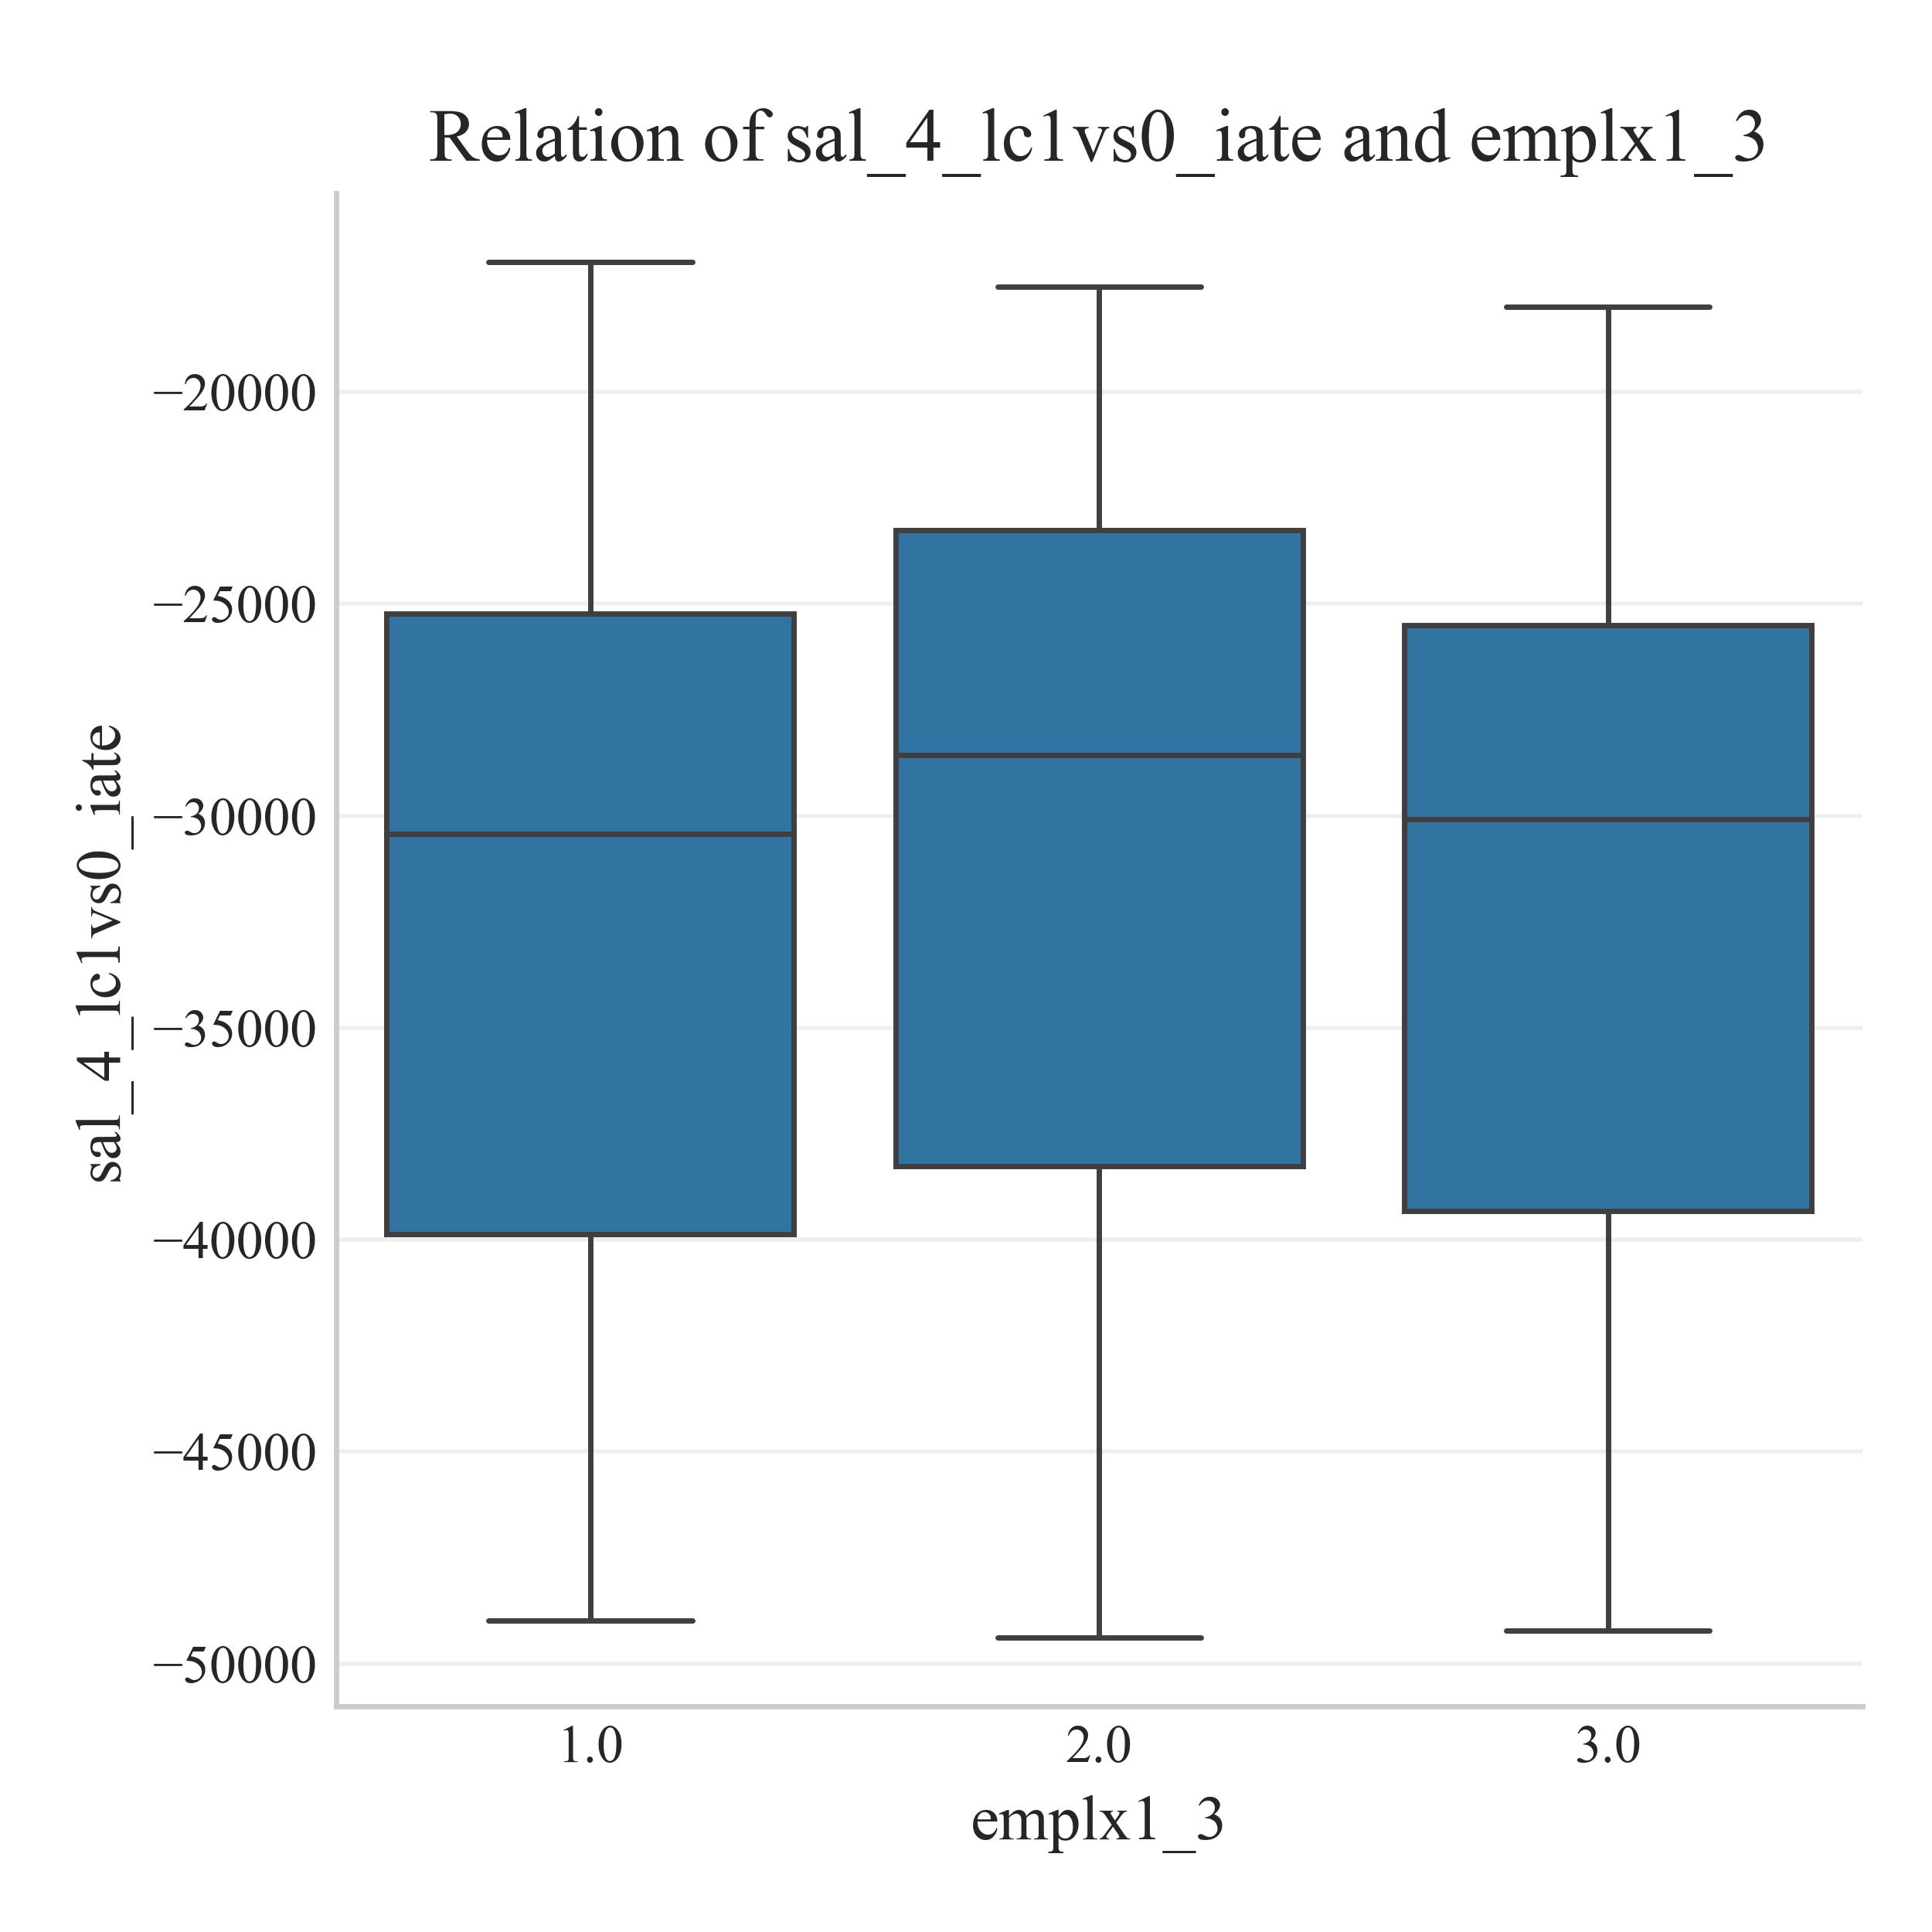 Relation of sal_4_lc1vs0_iate and emplx1_3
sal_4_lc1vs0_iate
−20000
−25000
−30000
−35000
−40000
−45000
−50000
1.0 2.0 3.0
emplx1_3